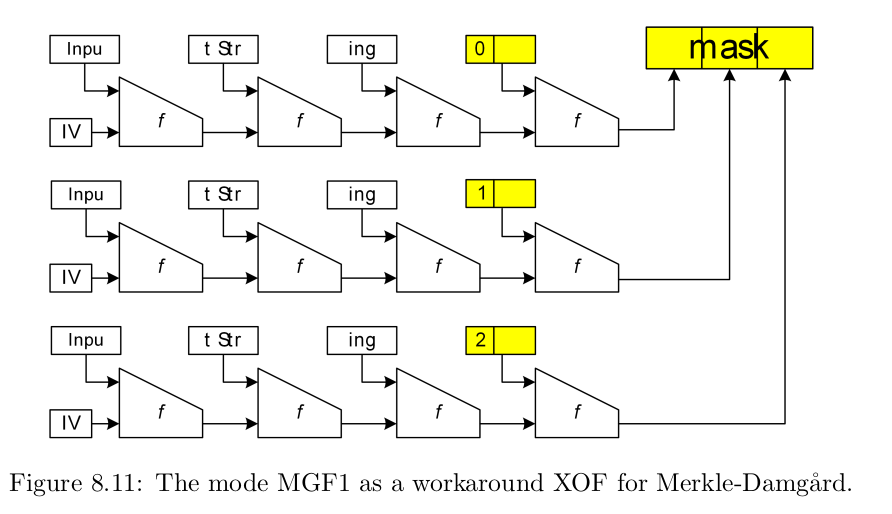 Inpu t Str ing 0 mask
f f f f
IV
Inpu t Str ing 1
f f f f
IV
Inpu t Str ing 2
f f f f
IV
Figure 8.11: The mode MGF1 as a workaround XOF for Merkle-Damgård.